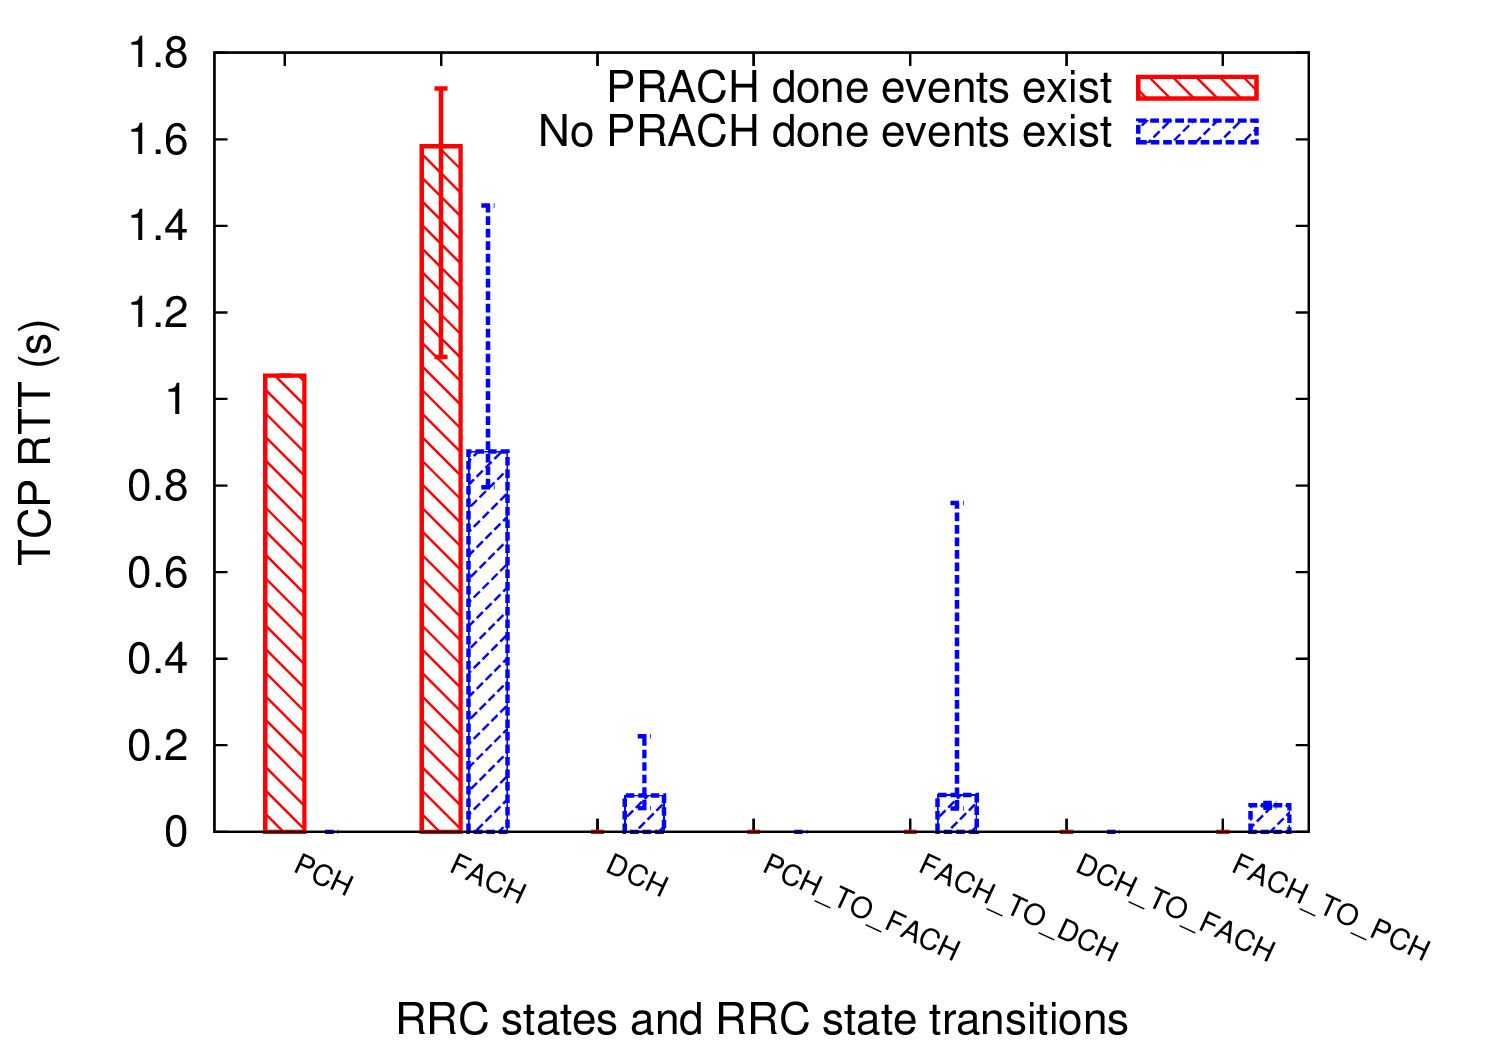 PRACH done events exist
No PRACH done events exist
1.8
1.6
1.4
1.2
1
0.8
0.6
0.4
0.2
0
TCP RTT (s)
PCH
FACH
DCH
PCH_TO_FACH
FACH_TO_DCH
DCH_TO_FACH
FACH_TO_PCH
RRC states and RRC state transitions